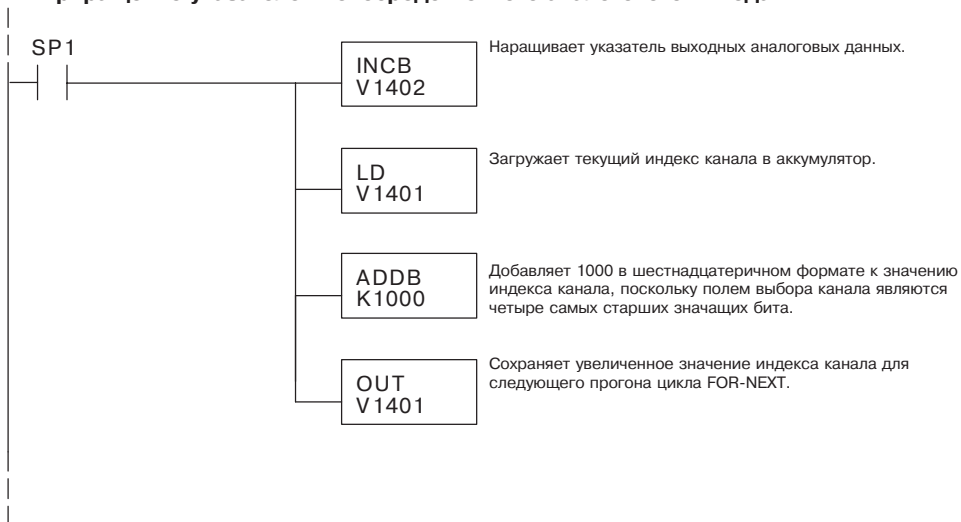 SP1
INCB
V1402
Наращивает указатель выходных аналоговых данных.
LD
V1401
Загружает текущий индекс канала в аккумулятор.
ADDB
K1000
Добавляет 1000 в шестнадцатеричном формате к значению
индекса канала, поскольку полем выбора канала являются
четыре самых старших значащих бита.
OUT
V1401
Сохраняет увеличенное значение индекса канала для
следующего прогона цикла FOR-NEXT.